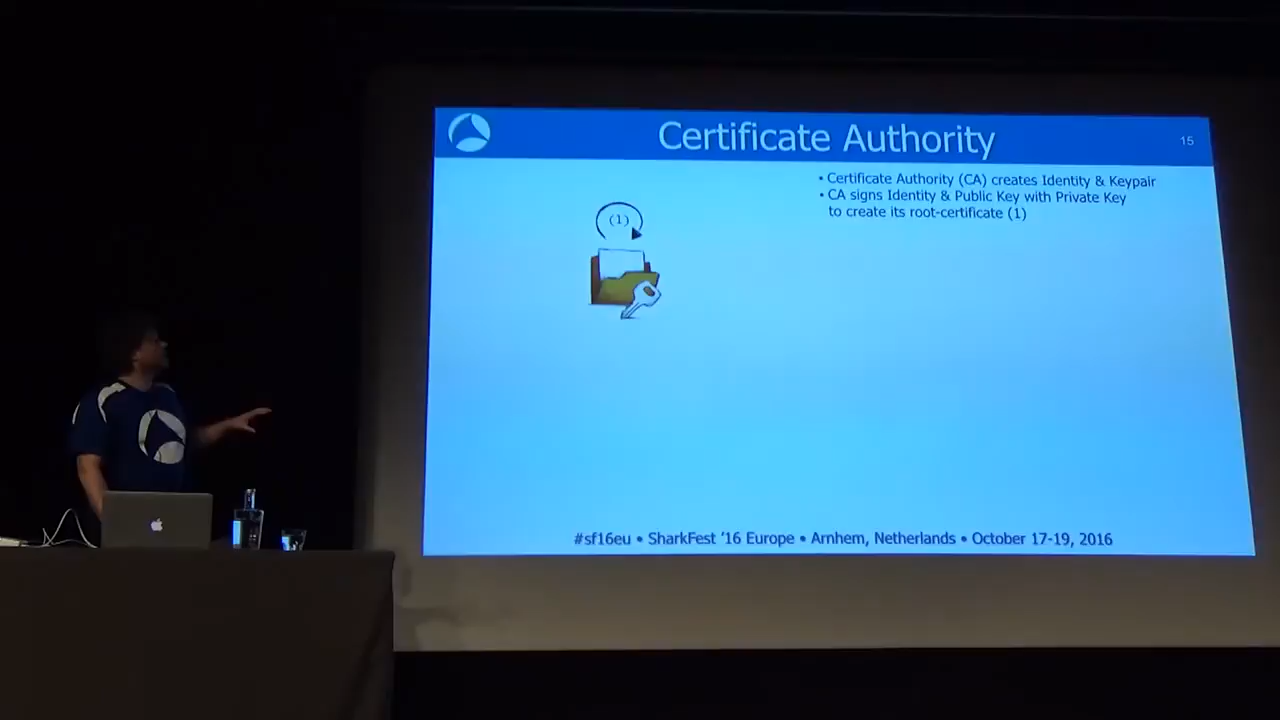 Certificate Authority
15
• Certificate Authority (CA) creates Identity & Keypair
• CA signs Identity & Public Key with Private Key
to create its root-certificate (1)
(1)
#sf16eu • SharkFest '16 Europe • Arnhem, Netherlands • October 17-19, 2016